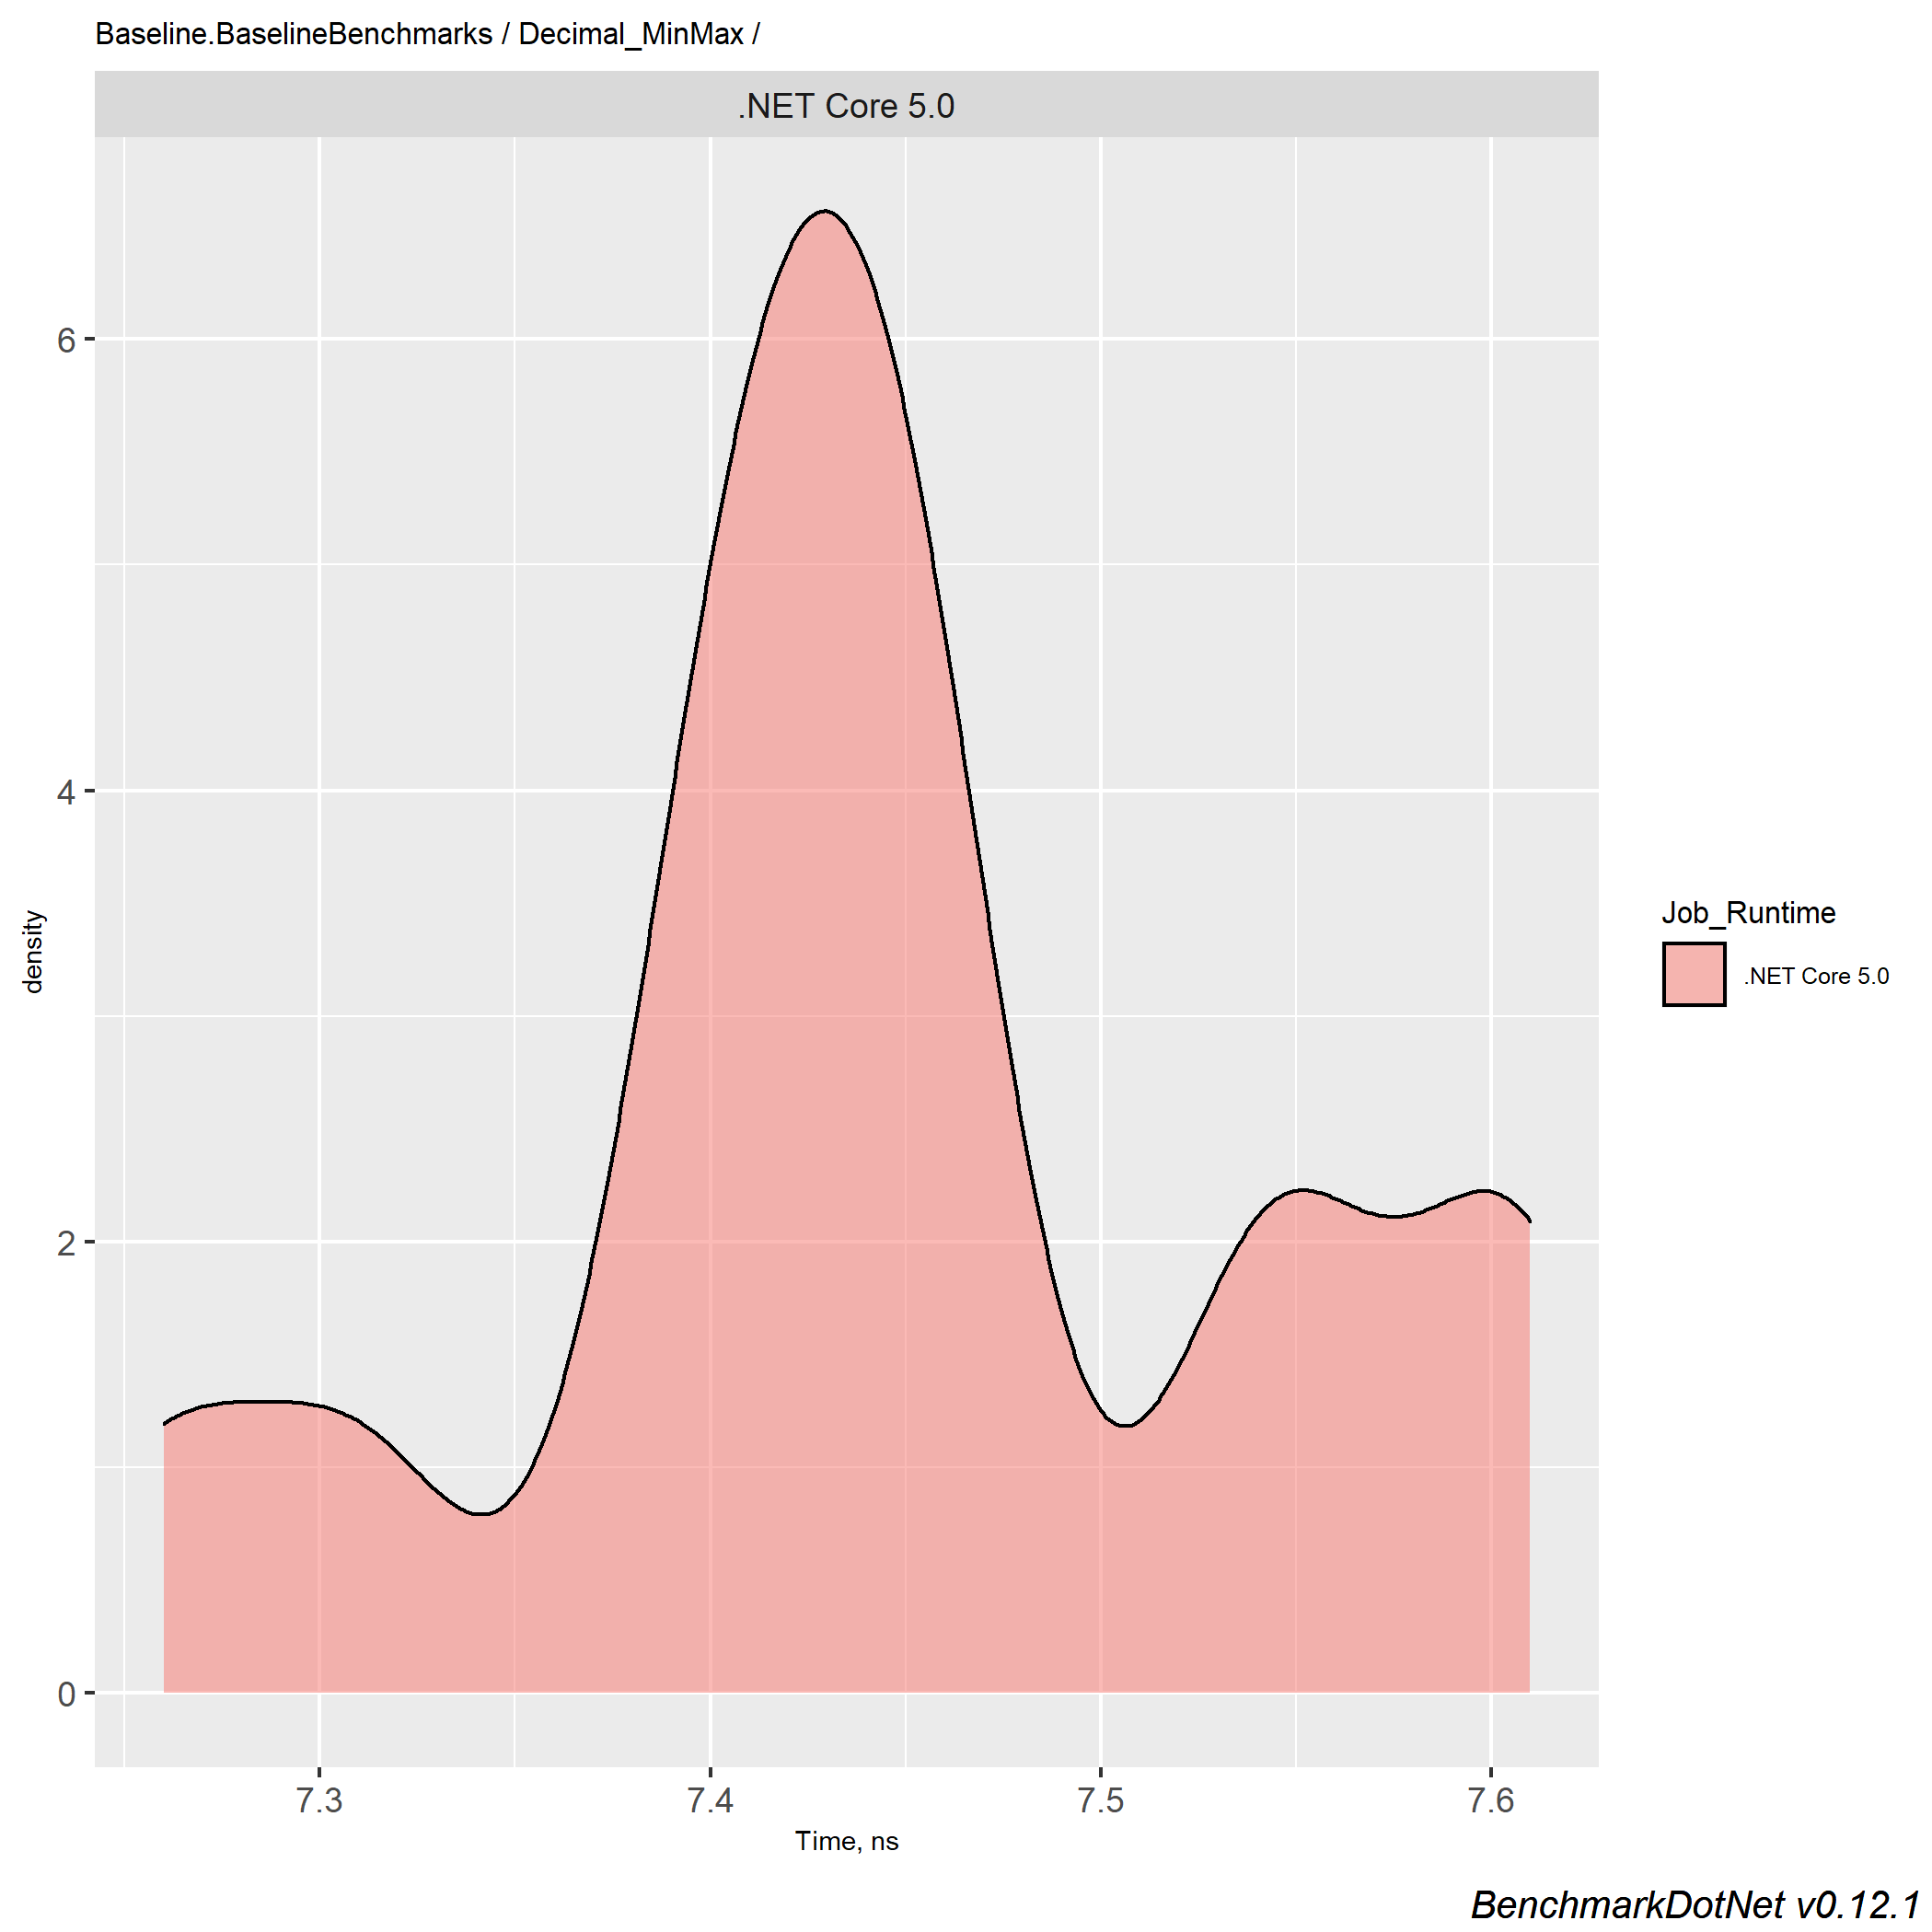 Baseline.BaselineBenchmarks / Decimal_MinMax /
.NET Core 5.0
6
4
2
0
density
7.3 7.4 7.5 7.6
Time, ns
Job_Runtime
.NET Core 5.0
BenchmarkDotNet v0.12.1